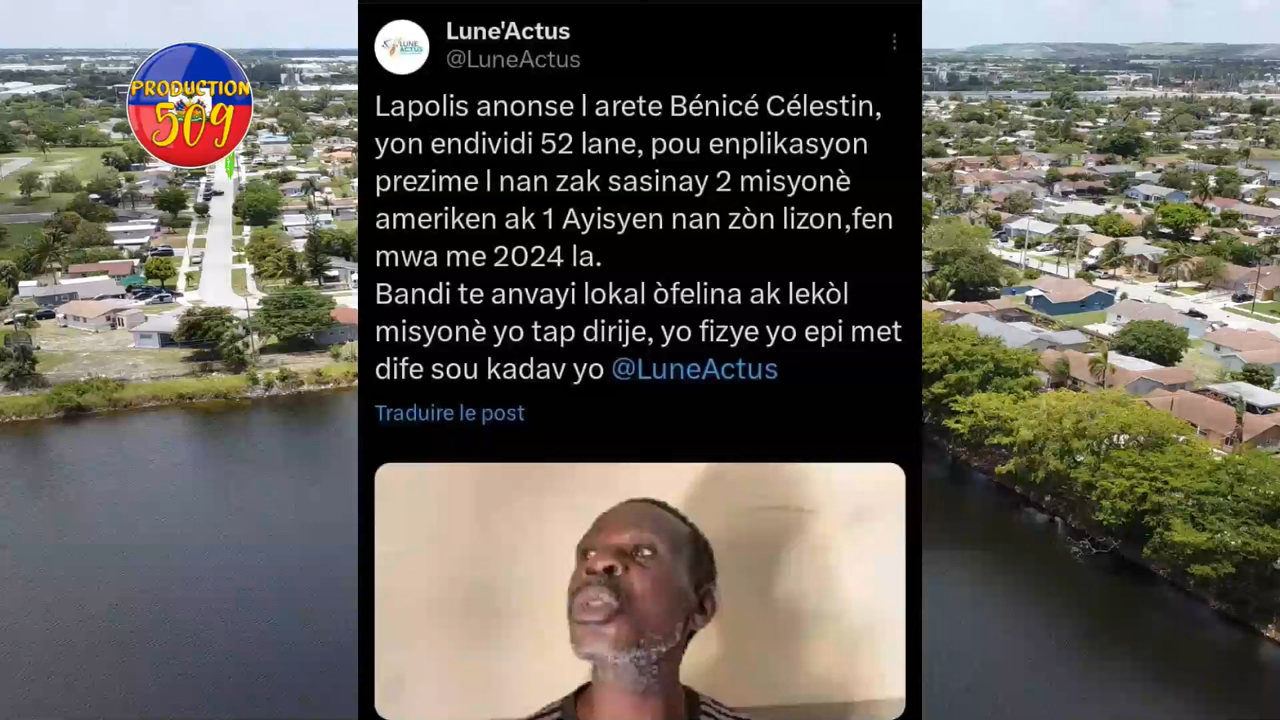 PRODUCTION
509
LUNE
ACTUS
Lune'Actus
@LuneActus
Lapolis anonse l arete Bénicé Célestin,
yon endividi 52 lane, pou enplikasyon
prezime l nan zak sasinay 2 misyonè
ameriken ak 1 Ayisyen nan zòn lizon,fen
mwa me 2024 la.
Bandi te anvayi lokal òfelina ak lekòl
misyonè yo tap dirije, yo fizye yo epi met
dife sou kadav yo @LuneActus
Traduire le post